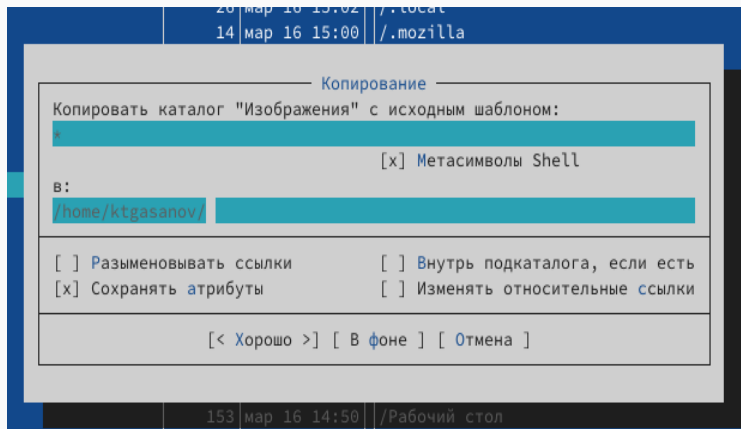 26 мар 16 15:02 /.local
14 мар 16 15:00 /.mozilla
Копирование
Копировать каталог "Изображения" с исходным шаблоном:
*
[x] Метасимволы Shell
в:
/home/ktgasanov/
[ ] Разыменовывать ссылки [ ] Внутрь подкаталога, если есть
[x] Сохранять атрибуты [ ] Изменять относительные ссылки
[< Хорошо >] [ В фоне ] [ Отмена ]
153 мар 16 14:50 /Рабочий стол